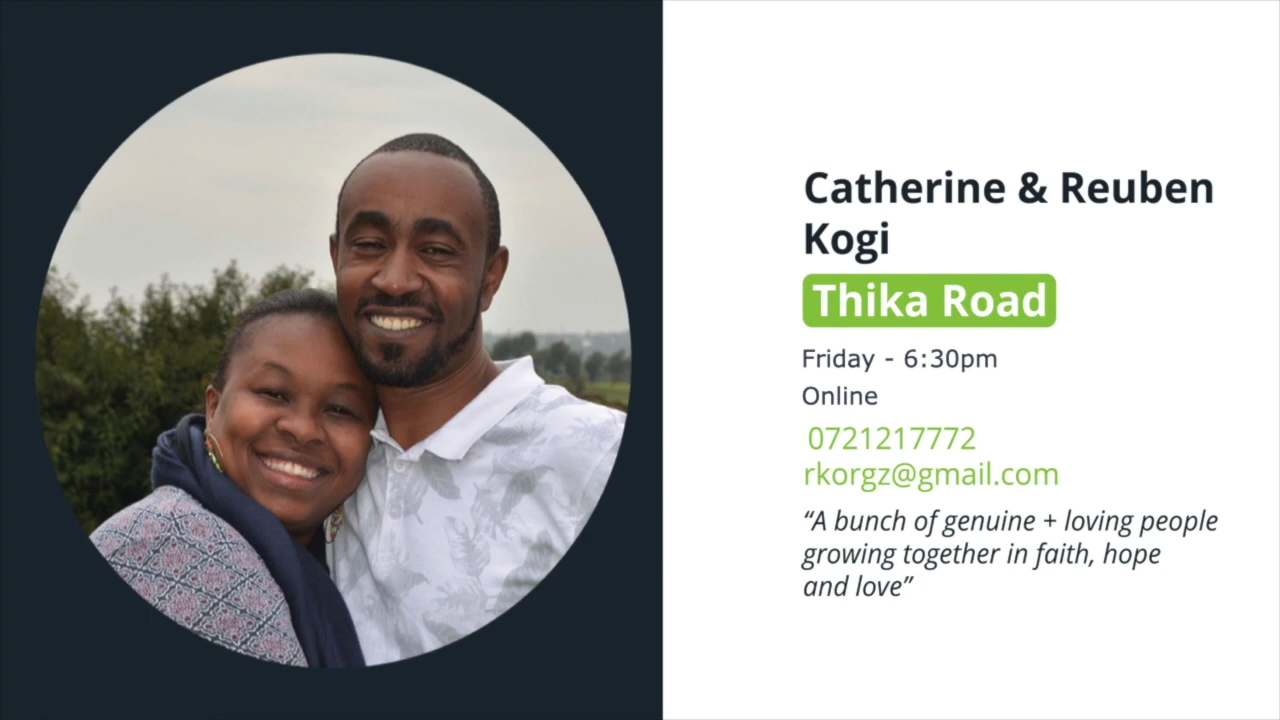 Catherine & Reuben
Kogi
Thika Road
Friday - 6:30pm
Online
0721217772
rkorgz@gmail.com
“A bunch of genuine + loving people
growing together in faith, hope
and love”